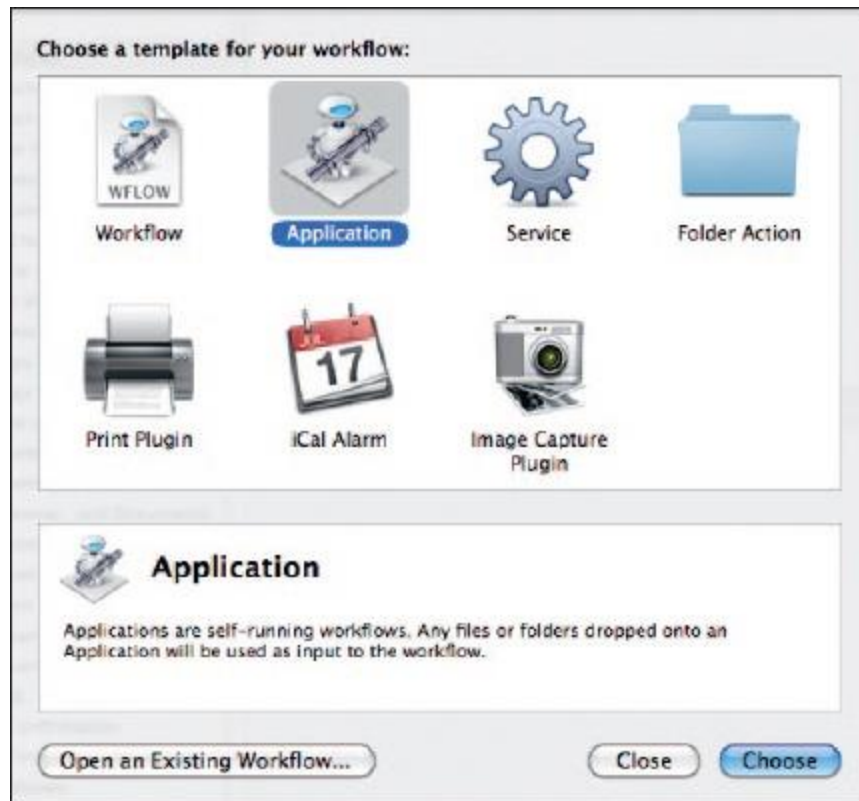 Choose a template for your workflow:
WFLOW
Workflow
Application
Service
Folder Action
17
Print Plugin
iCal Alarm
Image Capture
Plugin
Application
Applications are self-running workflows. Any files or folders dropped onto an
Application will be used as input to the workflow.
Open an Existing Workflow...
Close
Choose